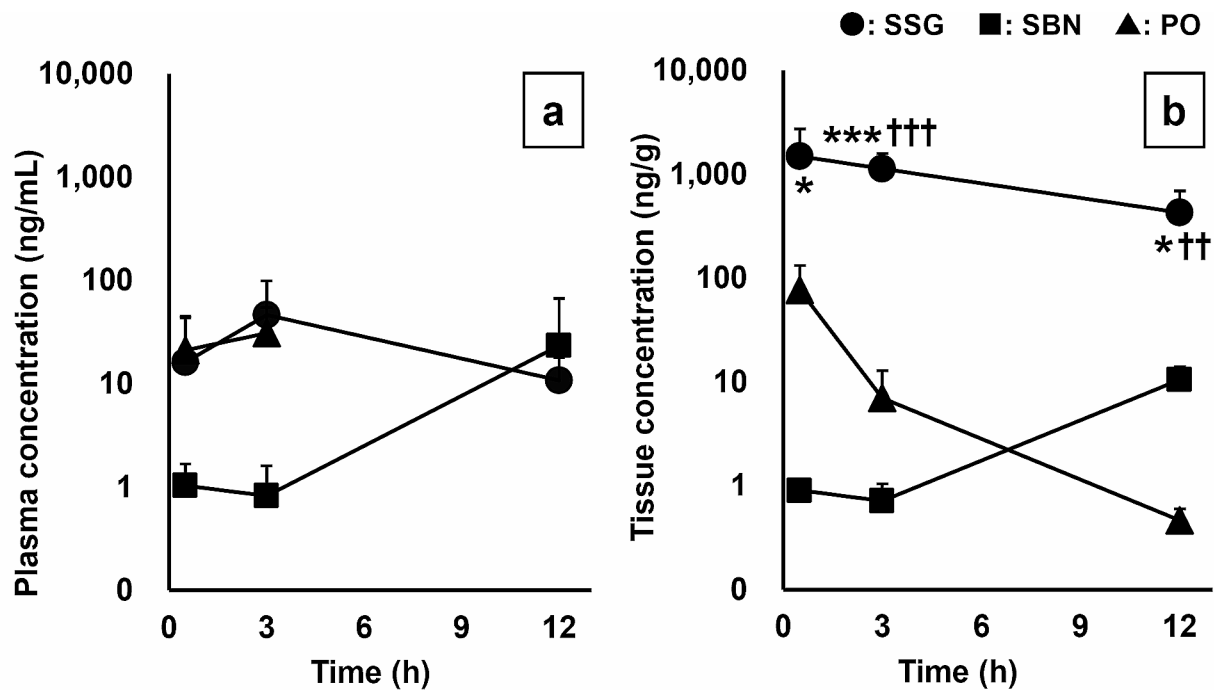 ●: SSG ■: SBN ▲: PO
a
Plasma concentration (ng/mL)
10,000
1,000
100
10
1
0
0 3 6 9 12
Time (h)
b
Tissue concentration (ng/g)
10,000
1,000
100
10
1
0
***†††
*
*††
0 3 6 9 12
Time (h)